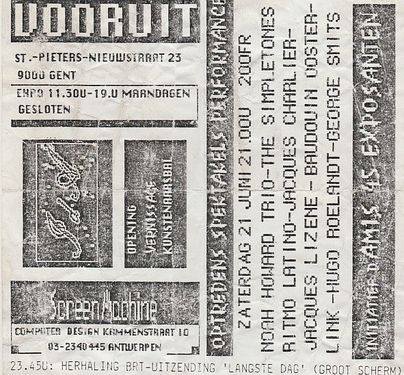 VOORUIT
ST.-PIETERS-NIEUWSTRAAT 23
9000 GENT
EXPO 11.30U-19.U MAANDAGEN
GESLOTEN
OPENING
VERNISSAGE
KUNSTENAARSBAL
Screen Machine
COMPUTER DESIGN KAMMENSTRAAT 10
03-2340445 ANTWERPEN
OPTREDENS SPEKTAKELS PERFORMANCE
ZATERDAG 21 JUNI 21.00U 200FR
NOAH HOWARD TRIO-THE SIMPLETONES
RITMO LATINO-JACQUES CHARLIER-
JACQUES LIZENE-BAUDOUIN OOSTER-
LINK-HUGO ROELANDT-GEORGE SMITS
INITIATIEF D'AMIS 45 EXPOSANTEN
23.45U: HERHALING BRT-UITZENDING 'LANGSTE DAG' (GROOT SCHERM)